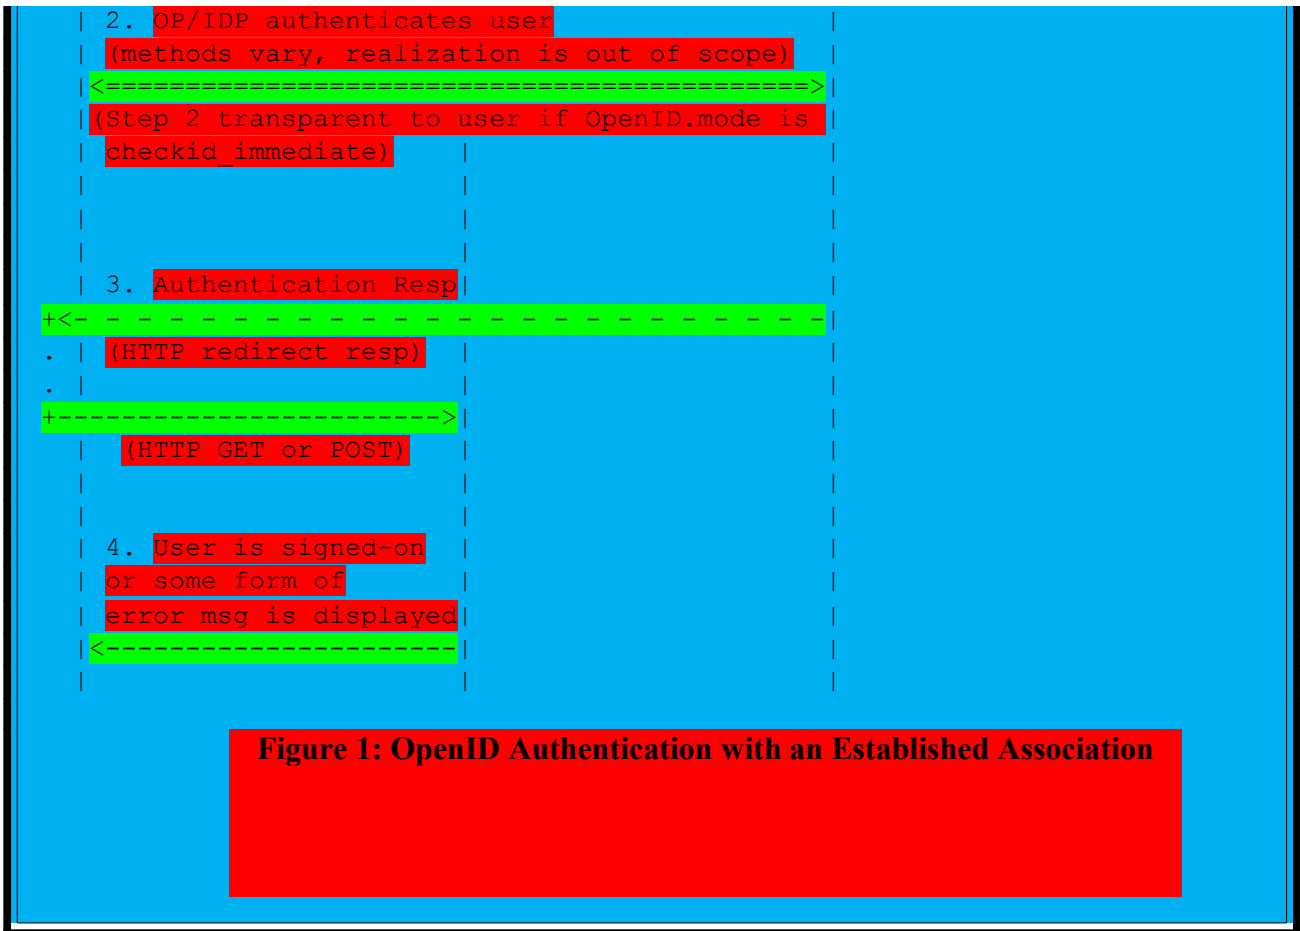 | 2. OP/IDP authenticates user |
| (methods vary, realization is out of scope) |
|<============================================>|
|(Step 2 transparent to user if OpenID.mode is |
| checkid_immediate) | |
| | |
| | |
| | |
| 3. Authentication Resp| |
+<- - - - - - - - - - - - - - - - - - - - - - - -|
. | (HTTP redirect resp) | |
. | | |
+------------------------>| |
| (HTTP GET or POST) | |
| | |
| | |
| 4. User is signed-on | |
| or some form of | |
| error msg is displayed| |
|<----------------------| |
| | |
Figure 1: OpenID Authentication with an Established Association